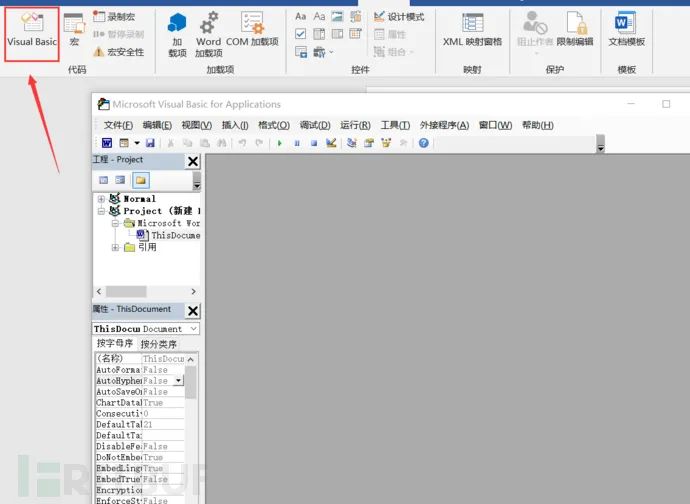 Visual Basic
宏
录制宏
暂停录制
宏安全性
代码
加
载项
Word
加载项
COM 加载项
加载项
Aa Aa
设计模式
属性
组合
控件
XML 映射窗格
映射
阻止作者
限制编辑
保护
文档模板
模板
Microsoft Visual Basic for Applications
文件(F) 编辑(E) 视图(V) 插入(I) 格式(O) 调试(D) 运行(R) 工具(T) 外接程序(A) 窗口(W) 帮助(H)
工程 - Project
Normal
Project (新建
Microsoft Wor
ThisDocume
引用
属性 - ThisDocument
ThisDocu Document
按字母序 按分类序
(名称) ThisDocu
AutoForma False
AutoHyphe False
AutoSaveO False
ChartData True
Consecuti 0
DefaultTa 21
DefaultTa
DisableFe False
DoNotEmbe True
EmbedLing True
EmbedTrue False
Encryption
EnforceSt False